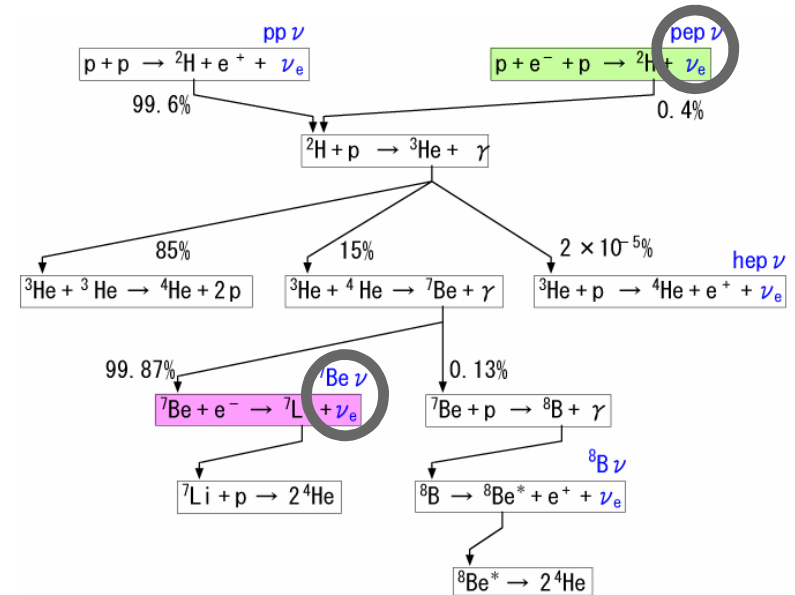 pp ν
pep ν
p + p → ²H + e⁺ + νₑ
p + e⁻ + p → ²H + νₑ
99.6%
0.4%
²H + p → ³He + γ
85%
15%
2 × 10⁻⁵%
hep ν
³He + ³He → ⁴He + 2p
³He + ⁴He → ⁷Be + γ
³He + p → ⁴He + e⁺ + νₑ
99.87%
0.13%
⁷Be ν
⁷Be + e⁻ → ⁷L + νₑ
⁷Be + p → ⁸B + γ
⁸B ν
⁷Li + p → 2⁴He
⁸B → ⁸Be* + e⁺ + νₑ
⁸Be* → 2⁴He